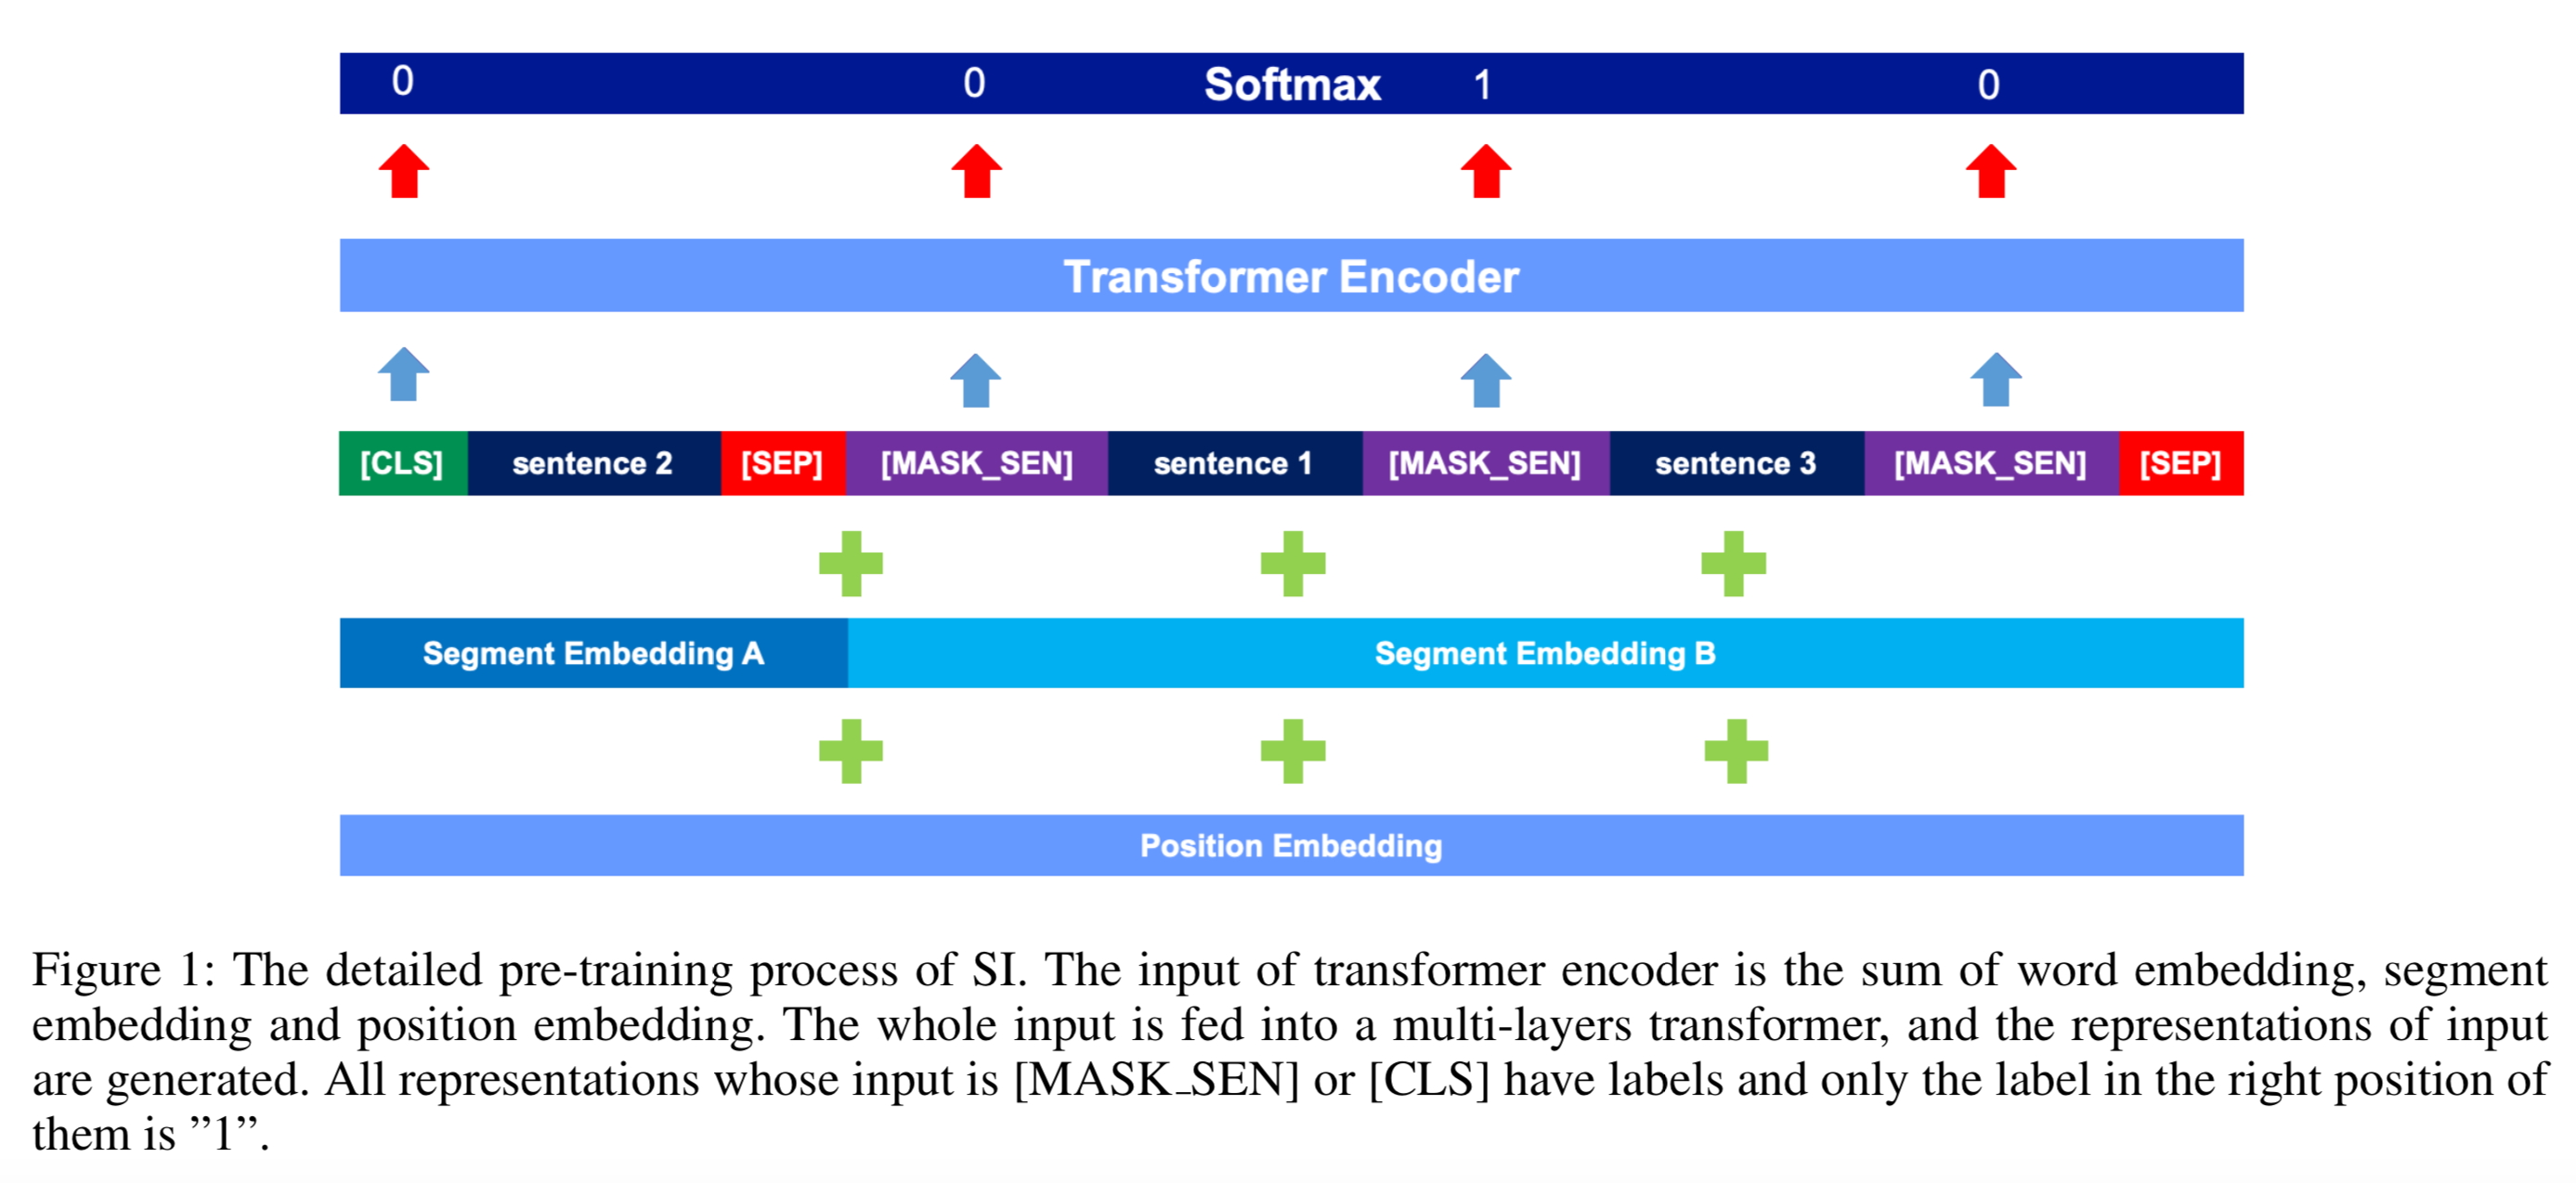 0 0 Softmax 1 0
Transformer Encoder
[CLS] sentence 2 [SEP] [MASK_SEN] sentence 1 [MASK_SEN] sentence 3 [MASK_SEN] [SEP]
Segment Embedding A Segment Embedding B
Position Embedding
Figure 1: The detailed pre-training process of SI. The input of transformer encoder is the sum of word embedding, segment
embedding and position embedding. The whole input is fed into a multi-layers transformer, and the representations of input
are generated. All representations whose input is [MASK_SEN] or [CLS] have labels and only the label in the right position of
them is ”1”.